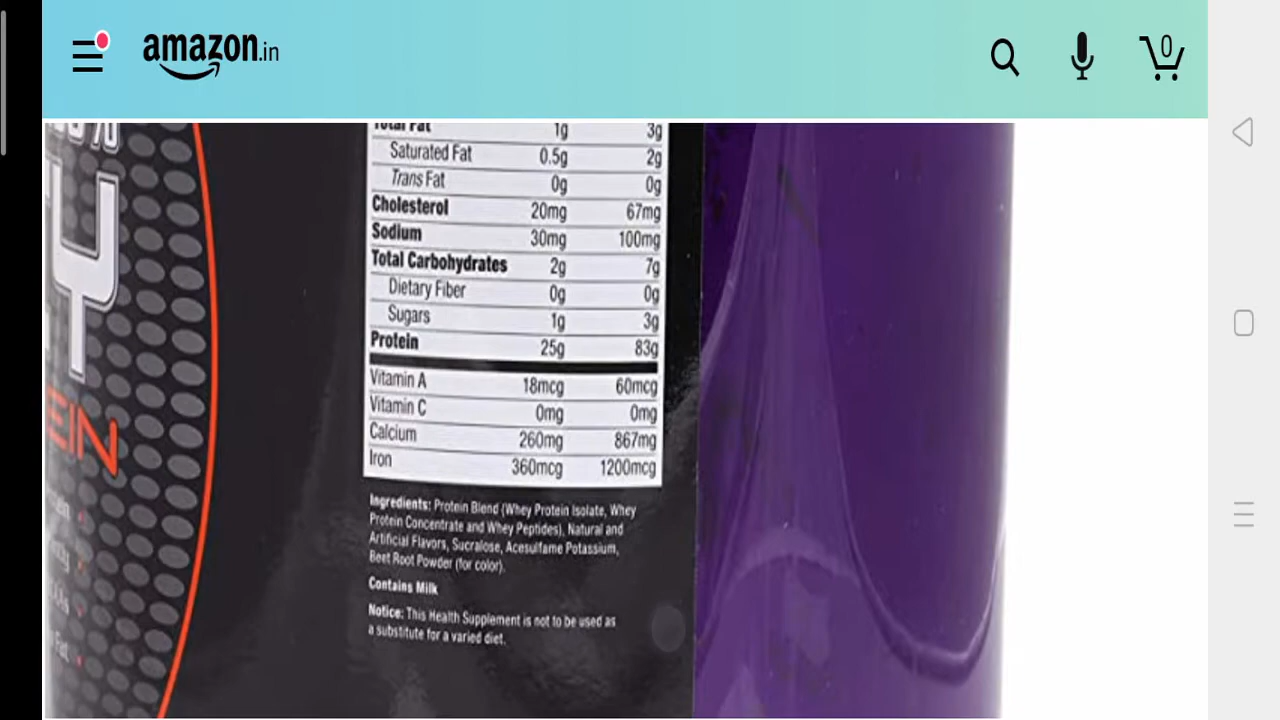 amazon.in
0
Total Fat 1g 3g
Saturated Fat 0.5g 2g
Trans Fat 0g 0g
Cholesterol 20mg 67mg
Sodium 30mg 100mg
Total Carbohydrates 2g 7g
Dietary Fiber 0g 0g
Sugars 1g 3g
Protein 25g 83g
Vitamin A 18mcg 60mcg
Vitamin C 0mg 0mg
Calcium 260mg 867mg
Iron 360mcg 1200mcg
Ingredients: Protein Blend (Whey Protein Isolate, Whey
Protein Concentrate and Whey Peptides), Natural and
Artificial Flavors, Sucralose, Acesulfame Potassium,
Beet Root Powder (for color).
Contains Milk
Notice: This Health Supplement is not to be used as
a substitute for a varied diet.
%
Y
EIN
Fat